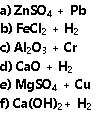 a) ZnSO₄ + Pb
b) FeCl₂ + H₂
c) Al₂O₃ + Cr
d) CaO + H₂
e) MgSO₄ + Cu
f) Ca(OH)₂ + H₂